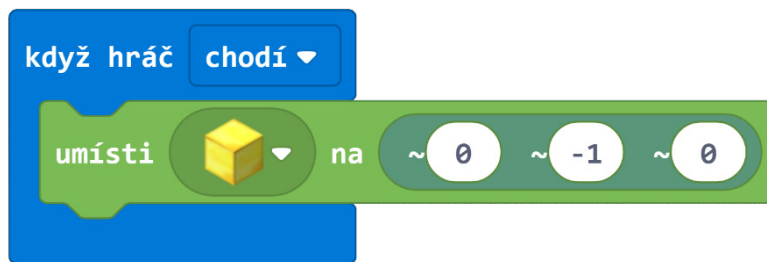 když hráč chodí
umísti na ~ 0 ~ -1 ~ 0